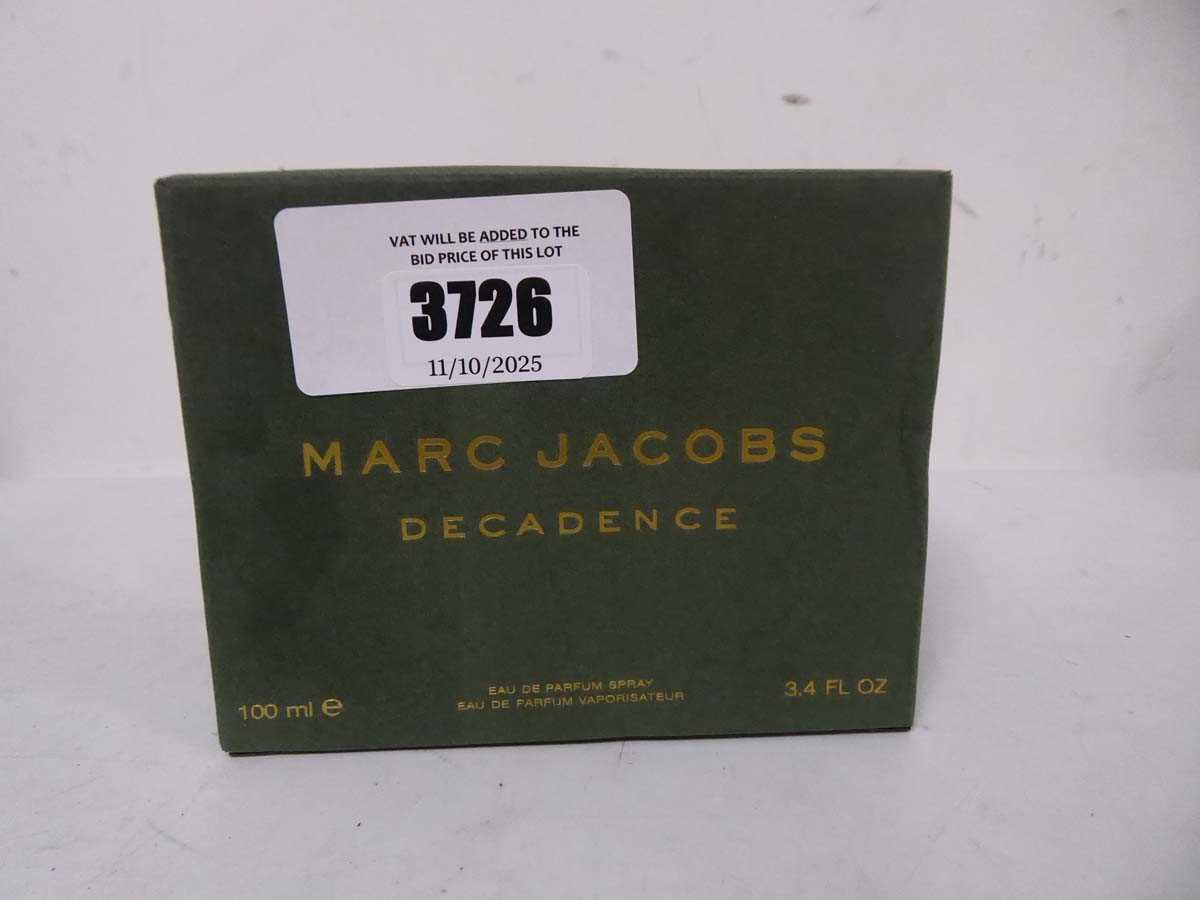 VAT WILL BE ADDED TO THE
BID PRICE OF THIS LOT
3726
11/10/2025
MARC JACOBS
DECADENCE
EAU DE PARFUM SPRAY
EAU DE PARFUM VAPORISATEUR
100 ml e
3.4 FL OZ